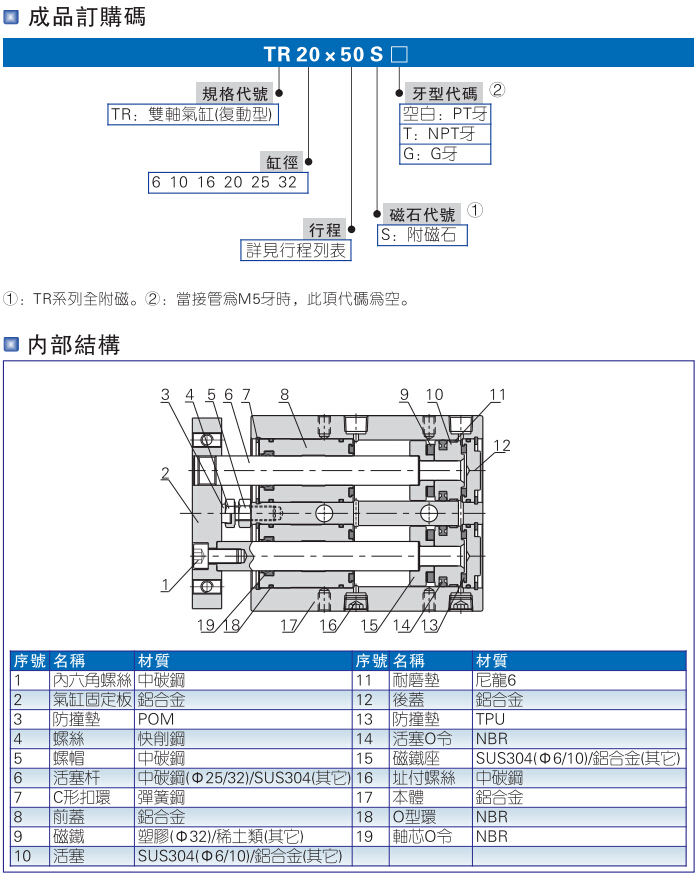 成品訂購碼
TR 20 × 50 S □
規格代號
TR：雙軸氣缸(復動型)
缸徑
6 10 16 20 25 32
行程
詳見行程列表
磁石代號 ①
S：附磁石
牙型代碼 ②
空白：PT牙
T：NPT牙
G：G牙
①：TR系列全附磁。②：當接管爲M5牙時，此項代碼爲空。
内部結構
3 4 5 6 7 8 9 10 11
12
2
1
19 18 17 16 15 14 13
序號 名稱 材質 序號 名稱 材質
1 內六角螺絲 中碳鋼 11 耐磨墊 尼龍6
2 氣缸固定板 鋁合金 12 後蓋 鋁合金
3 防撞墊 POM 13 防撞墊 TPU
4 螺絲 快削鋼 14 活塞O令 NBR
5 螺帽 中碳鋼 15 磁鐵座 SUS304(Φ6/10)/鋁合金(其它)
6 活塞杆 中碳鋼(Φ25/32)/SUS304(其它) 16 址付螺絲 中碳鋼
7 C形扣環 彈簧鋼 17 本體 鋁合金
8 前蓋 鋁合金 18 O型環 NBR
9 磁鐵 塑膠(Φ32)/稀土類(其它) 19 軸芯O令 NBR
10 活塞 SUS304(Φ6/10)/鋁合金(其它)